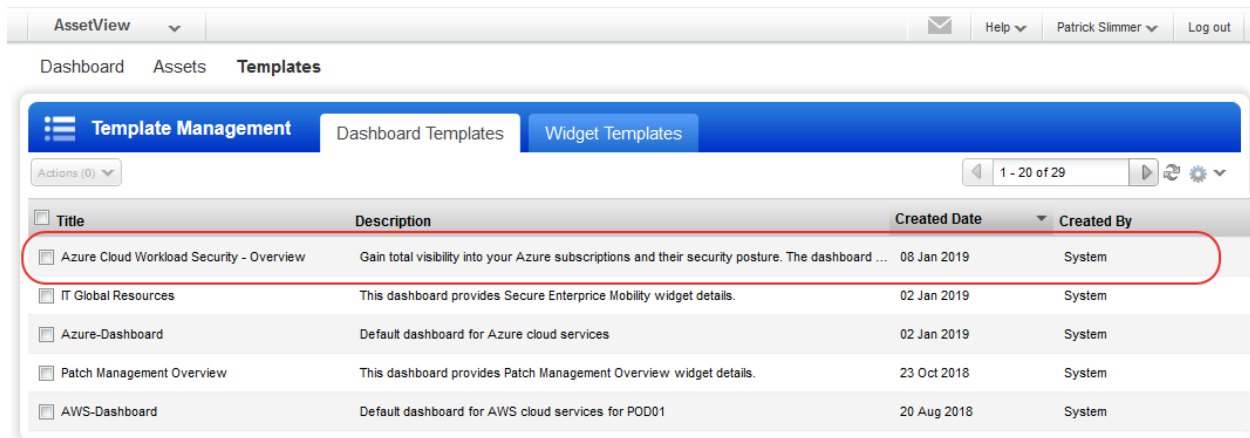 AssetView Help Patrick Slimmer Log out
Dashboard Assets Templates
Template Management Dashboard Templates Widget Templates
Actions (0) 1 - 20 of 29
Title Description Created Date Created By
Azure Cloud Workload Security - Overview Gain total visibility into your Azure subscriptions and their security posture. The dashboard ... 08 Jan 2019 System
IT Global Resources This dashboard provides Secure Enterprice Mobility widget details. 02 Jan 2019 System
Azure-Dashboard Default dashboard for Azure cloud services 02 Jan 2019 System
Patch Management Overview This dashboard provides Patch Management Overview widget details. 23 Oct 2018 System
AWS-Dashboard Default dashboard for AWS cloud services for POD01 20 Aug 2018 System